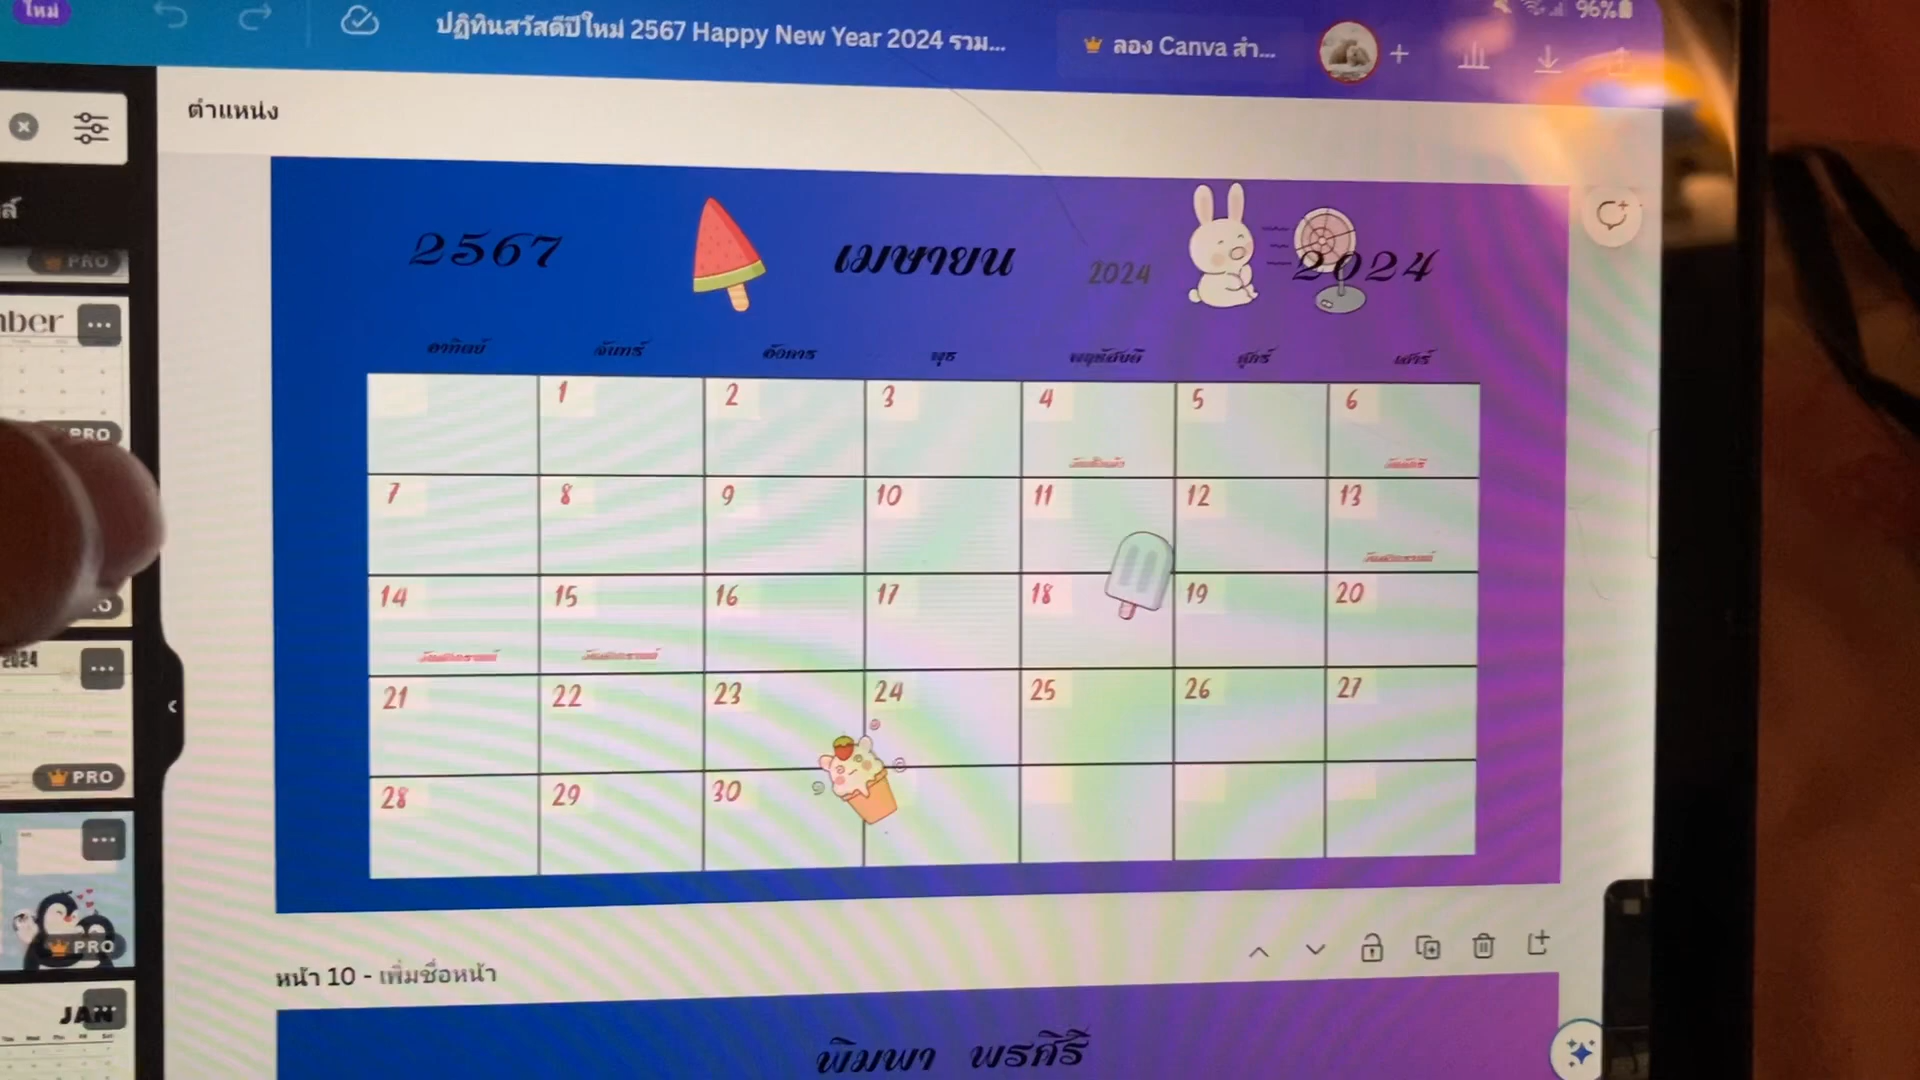 ใหม่
ปฏิทินสวัสดีปีใหม่ 2567 Happy New Year 2024 รวม...
ลอง Canva สำ...
96%
ตำแหน่ง
PRO
2567
เมษายน
2024
2024
อาทิตย์ จันทร์ อังคาร พุธ พฤหัสบดี ศุกร์ เสาร์
1 2 3 4 5 6
7 8 9 10 11 12 13
14 15 16 17 18 19 20
21 22 23 24 25 26 27
28 29 30
nber
PRO
2024
PRO
PRO
JAN
หน้า 10 - เพิ่มชื่อหน้า
พิมพา พรศิริ